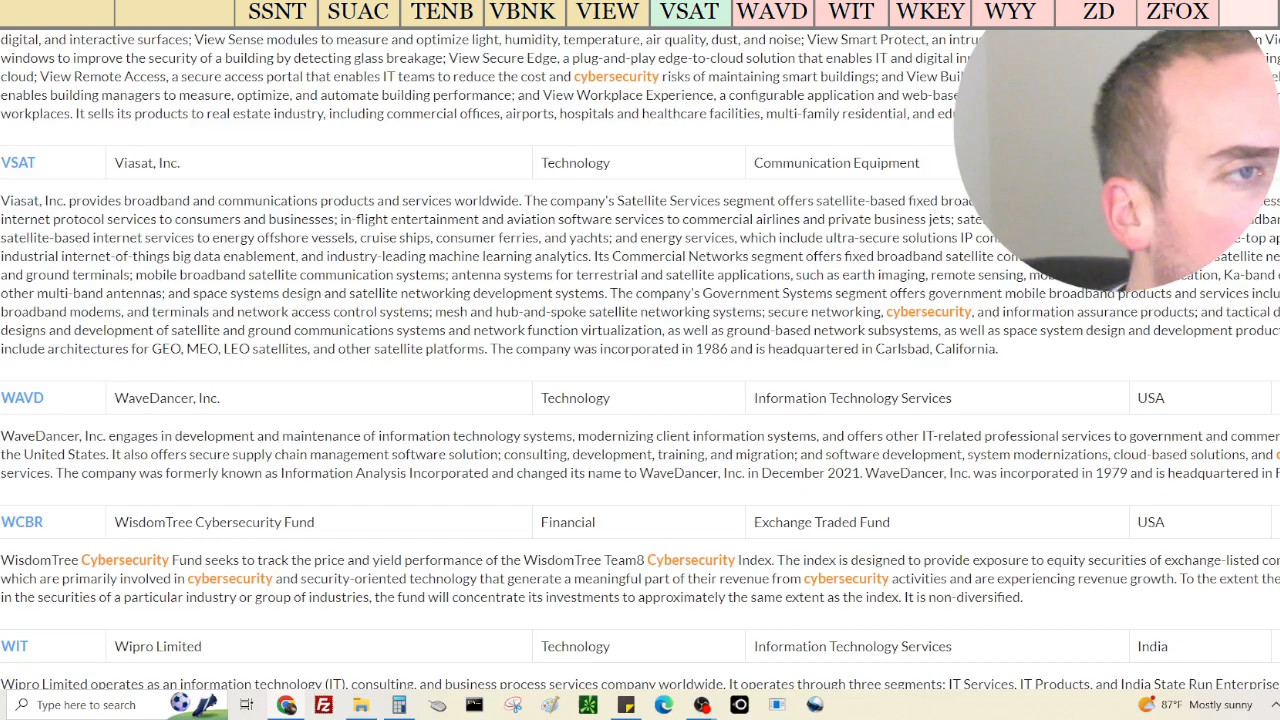 SSNT SUAC TENB VBNK VIEW VSAT WAVD WIT WKEY WYY ZD ZFOX
digital, and interactive surfaces; View Sense modules to measure and optimize light, humidity, temperature, air quality, dust, and noise; View Smart Protect, an
windows to improve the security of a building by detecting glass breakage; View Secure Edge, a plug-and-play edge-to-cloud solution that enables IT and digital
cloud; View Remote Access, a secure access portal that enables IT teams to reduce the cost and cybersecurity risks of maintaining smart buildings; and View
enables building managers to measure, optimize, and automate building performance; and View Workplace Experience, a configurable application and
workplaces. It sells its products to real estate industry, including commercial offices, airports, hospitals and healthcare facilities, multi-family residential, and
VSAT Viasat, Inc. Technology Communication Equipment
Viasat, Inc. provides broadband and communications products and services worldwide. The company's Satellite Services segment offers satellite-based fixed
internet protocol services to consumers and businesses; in-flight entertainment and aviation software services to commercial airlines and private business jets;
satellite-based internet services to energy offshore vessels, cruise ships, consumer ferries, and yachts; and energy services, which include ultra-secure solutions IP
industrial internet-of-things big data enablement, and industry-leading machine learning analytics. Its Commercial Networks segment offers fixed broadband satellite
and ground terminals; mobile broadband satellite communication systems; antenna systems for terrestrial and satellite applications, such as earth imaging, remote sensing, Ka-band
other multi-band antennas; and space systems design and satellite networking development systems. The company's Government Systems segment offers government mobile broadband products and services
broadband modems, and terminals and network access control systems; mesh and hub-and-spoke satellite networking systems; secure networking, cybersecurity, and information assurance products; and tactical
designs and development of satellite and ground communications systems and network function virtualization, as well as ground-based network subsystems, as well as space system design and development
include architectures for GEO, MEO, LEO satellites, and other satellite platforms. The company was incorporated in 1986 and is headquartered in Carlsbad, California.
WAVD WaveDancer, Inc. Technology Information Technology Services USA
WaveDancer, Inc. engages in development and maintenance of information technology systems, modernizing client information systems, and offers other IT-related professional services to government and
the United States. It also offers secure supply chain management software solution; consulting, development, training, and migration; and software development, system modernizations, cloud-based solutions, and
services. The company was formerly known as Information Analysis Incorporated and changed its name to WaveDancer, Inc. in December 2021. WaveDancer, Inc. was incorporated in 1979 and is headquartered in
WCBR WisdomTree Cybersecurity Fund Financial Exchange Traded Fund USA
WisdomTree Cybersecurity Fund seeks to track the price and yield performance of the WisdomTree Team8 Cybersecurity Index. The index is designed to provide exposure to equity securities of exchange-listed
which are primarily involved in cybersecurity and security-oriented technology that generate a meaningful part of their revenue from cybersecurity activities and are experiencing revenue growth. To the extent
in the securities of a particular industry or group of industries, the fund will concentrate its investments to approximately the same extent as the index. It is non-diversified.
WIT Wipro Limited Technology Information Technology Services India
Wipro Limited operates as an information technology (IT), consulting, and business process services company worldwide. It operates through three segments: IT Services, IT Products, and India State Run
Type here to search 87°F Mostly sunny